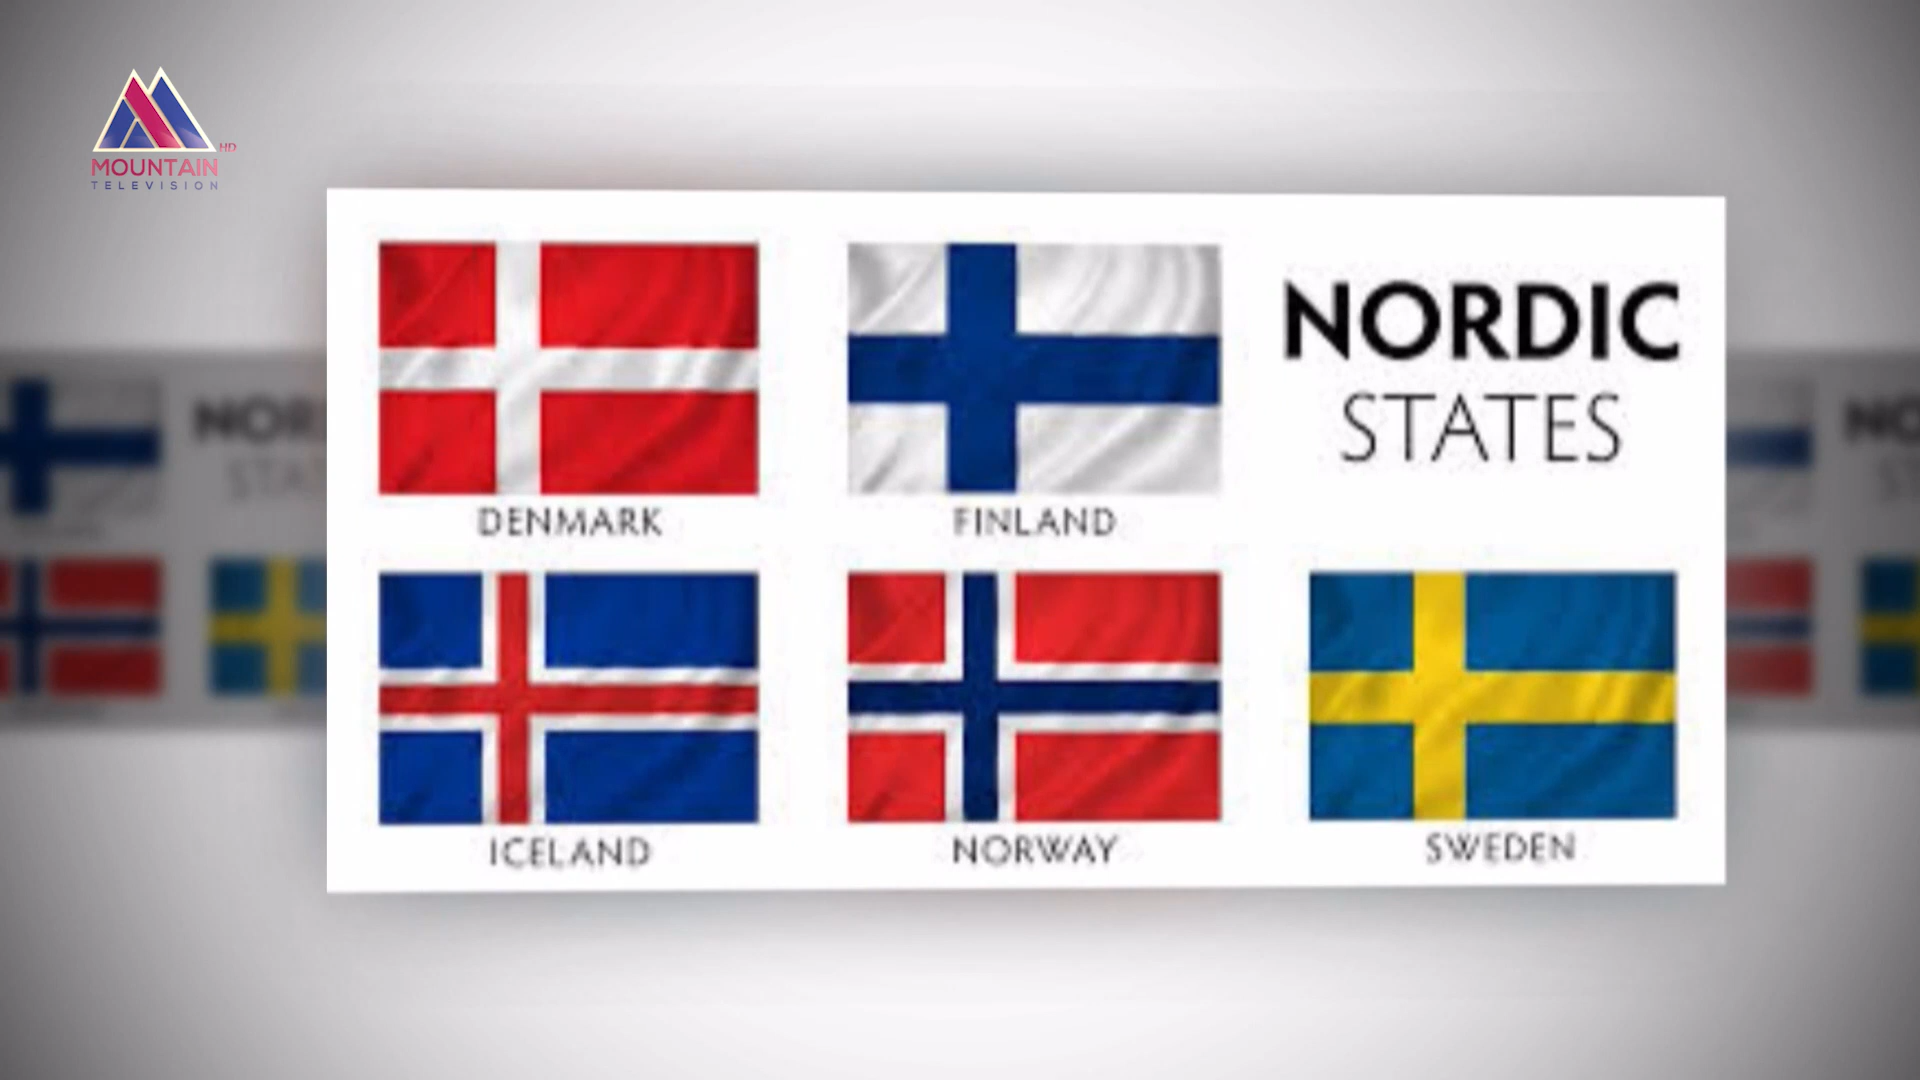 HD
MOUNTAIN
TELEVISION
NORDIC
STATES
DENMARK
FINLAND
ICELAND
NORWAY
SWEDEN